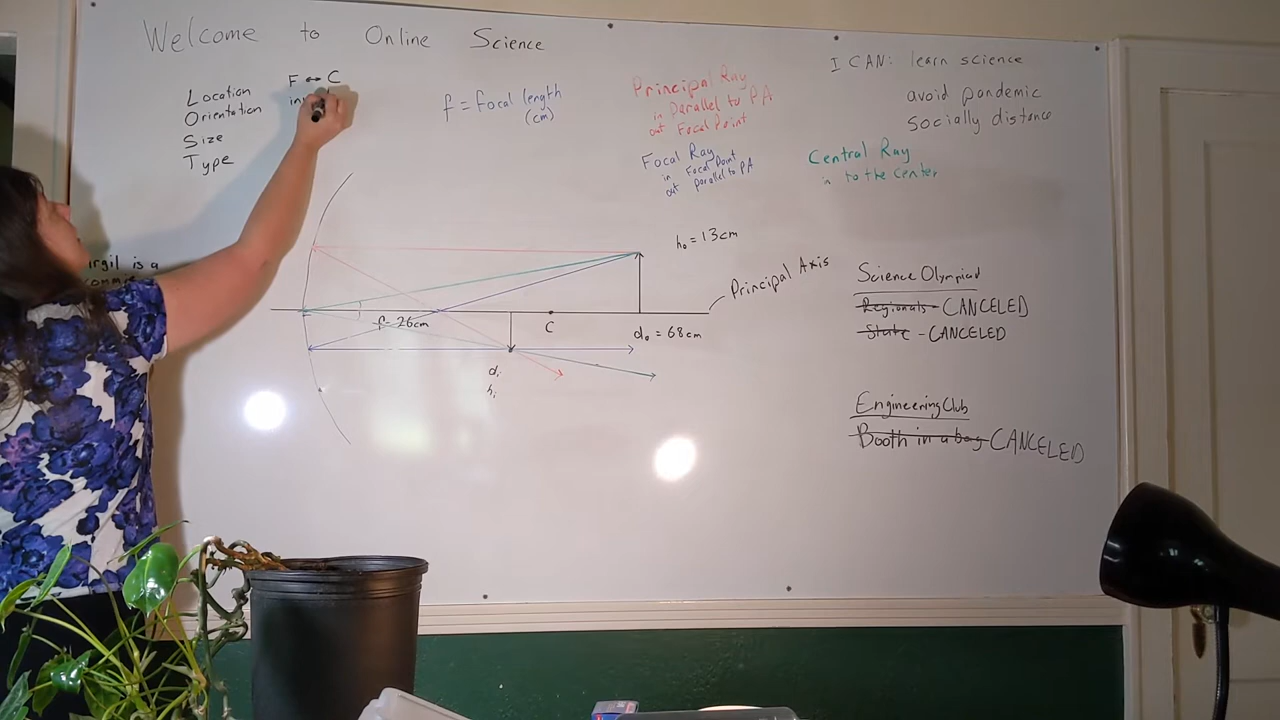 Welcome to Online Science
Location F ↔ C
Orientation
Size
Type
f = focal length
(cm)
Principal Ray
in Parallel to PA
out Focal Point
Focal Ray
in Focal Point
out parallel to PA
Central Ray
in to the center
I CAN: learn science
avoid pandemic
socially distance
h₀ = 13cm
Principal Axis
f= 26cm
C
d₀ = 68cm
dᵢ
hᵢ
Science Olympiad
Regionals - CANCELED
State - CANCELED
Engineering Club
Booth in a bag CANCELED
is a